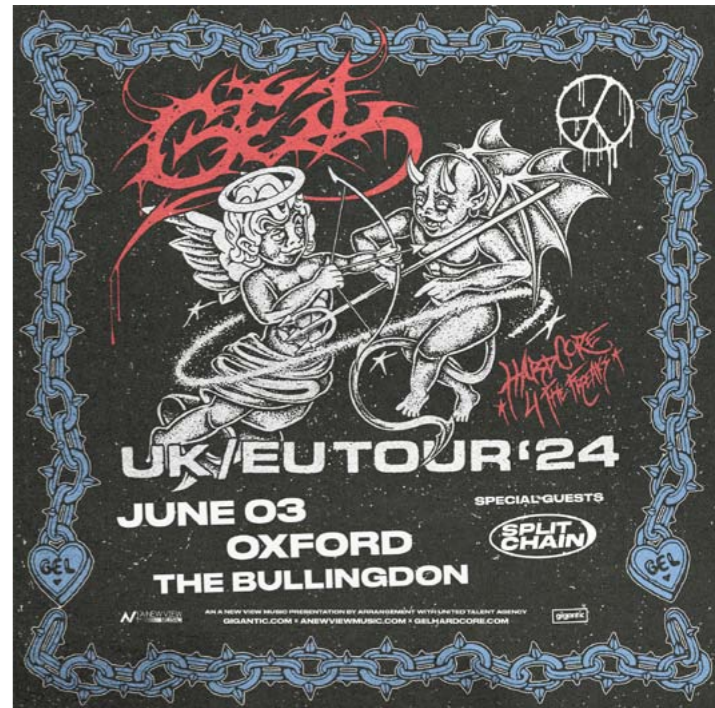 GEL
HARDCORE
4 THE FREAKS
UK/EU TOUR '24
JUNE 03
OXFORD
THE BULLINGDON
SPECIAL GUESTS
SPLIT
CHAIN
GEL
GEL
A NEW VIEW
AN A NEW VIEW MUSIC PRESENTATION BY ARRANGEMENT WITH UNITED TALENT AGENCY
GIGANTIC.COM × ANEWVIEWMUSIC.COM × GELHARDCORE.COM
gigantic